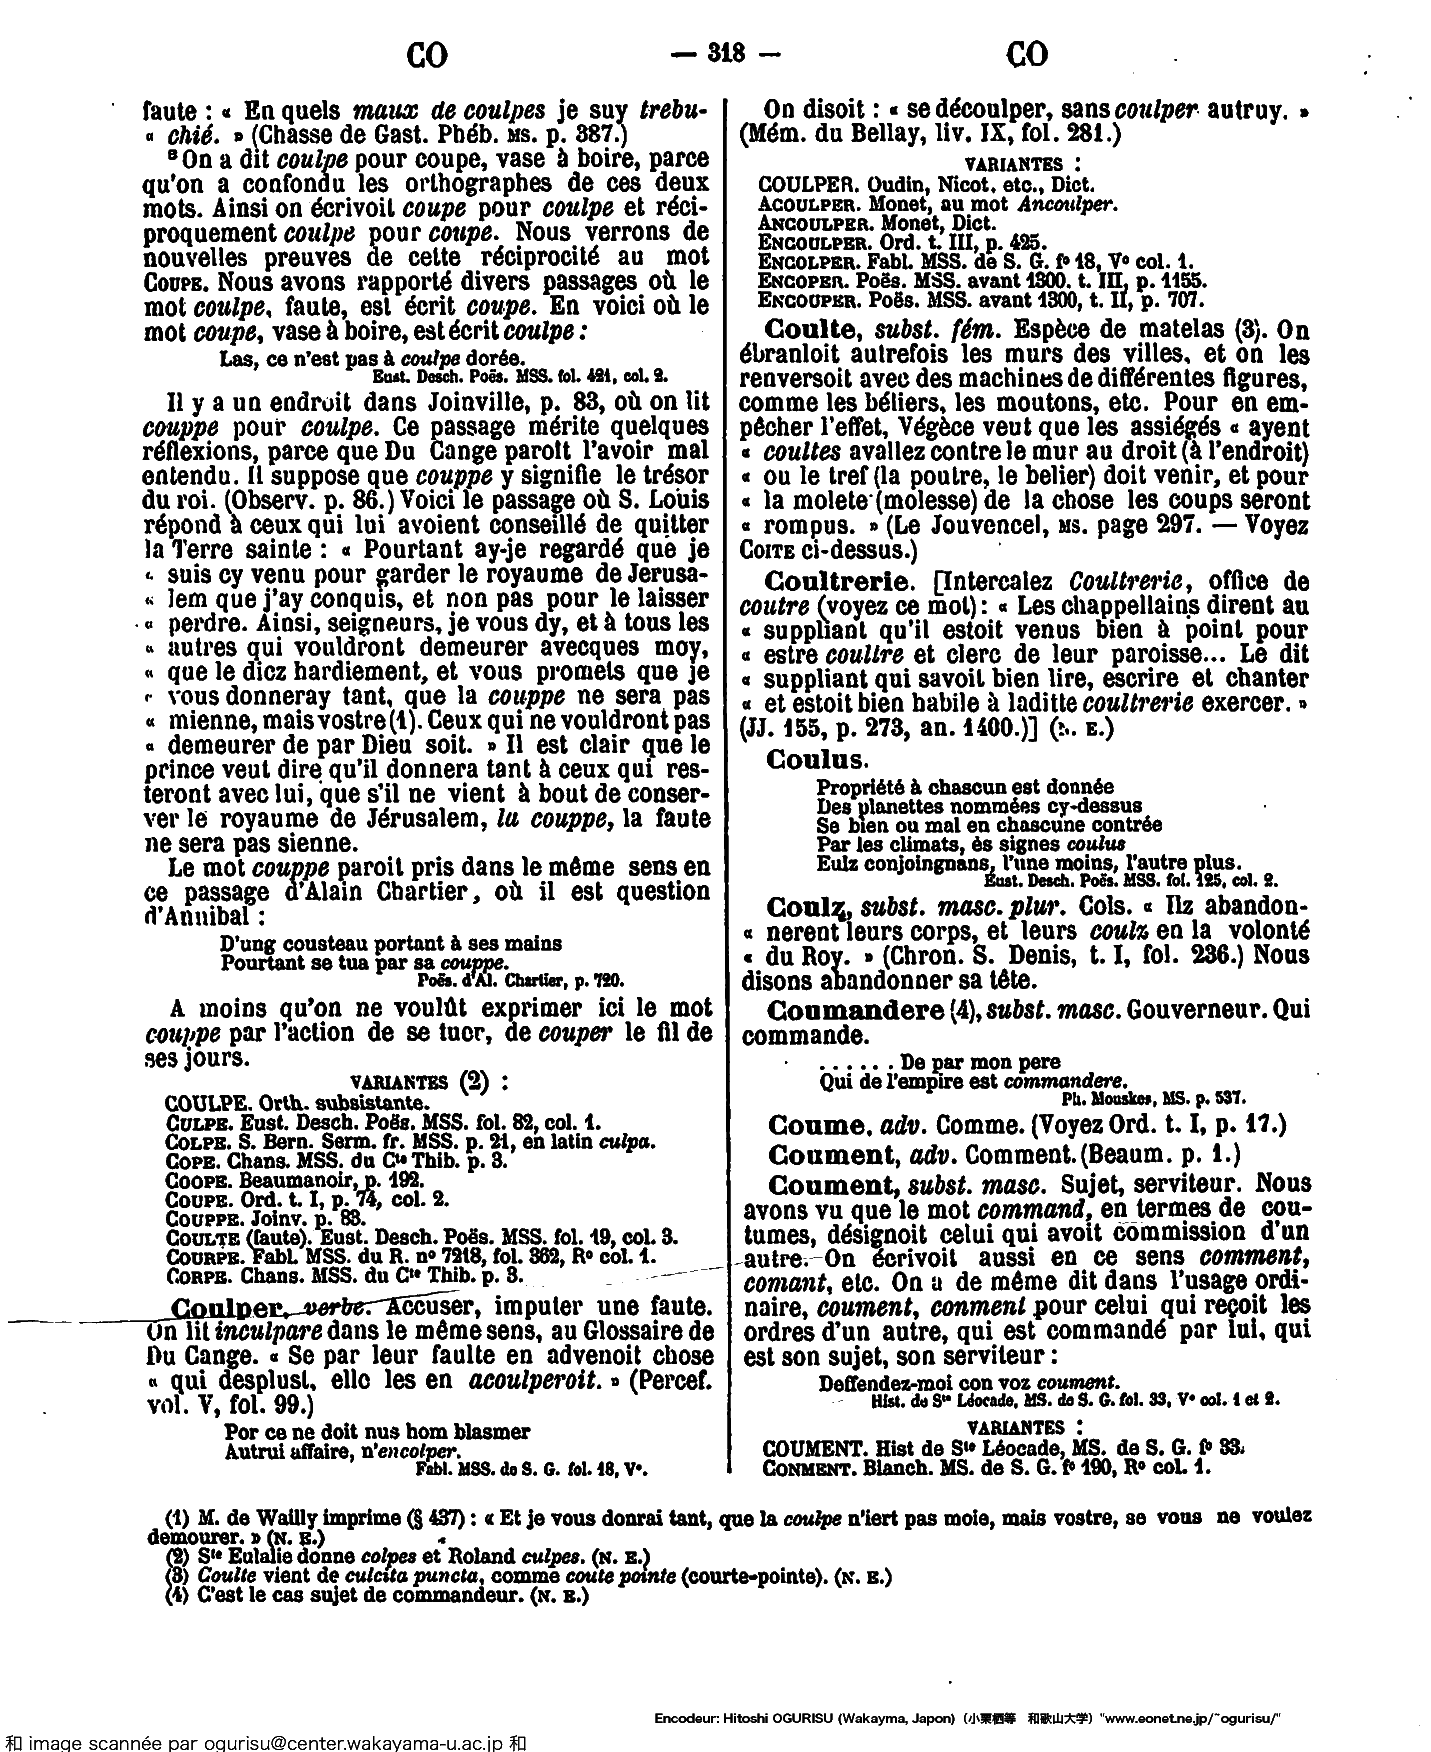 CO
— 318 —
CO
faute : « En quels maux de coulpes je suy trebu-
« chié. » (Chasse de Gast. Phéb. MS. p. 387.)
B On a dit coulpe pour coupe, vase à boire, parce
qu'on a confondu les orthographes de ces deux
mots. Ainsi on écrivoit coupe pour coulpe et réci-
proquement coulpe pour coupe. Nous verrons de
nouvelles preuves de cette réciprocité au mot
COUPE. Nous avons rapporté divers passages où le
mot coulpe, faute, est écrit coupe. En voici où le
mot coupe, vase à boire, est écrit coulpe :
Las, ce n'est pas à coulpe dorée.
Eust. Desch. Poës. MSS. fol. 421, col. 2.
Il y a un endroit dans Joinville, p. 83, où on lit
couppe pour coulpe. Ce passage mérite quelques
réflexions, parce que Du Cange paroît l'avoir mal
entendu. Il suppose que couppe y signifie le trésor
du roi. (Observ. p. 86.) Voici le passage où S. Louis
répond à ceux qui lui avoient conseillé de quitter
la Terre sainte : « Pourtant ay-je regardé que je
« suis cy venu pour garder le royaume de Jerusa-
« lem que j'ay conquis, et non pas pour le laisser
« perdre. Ainsi, seigneurs, je vous dy, et à tous les
« autres qui vouldront demeurer avecques moy,
« que le diez hardiement, et vous promets que je
« vous donneray tant, que la couppe ne sera pas
« mienne, mais vostre (1). Ceux qui ne vouldront pas
« demeurer de par Dieu soit. » Il est clair que le
prince veut dire qu'il donnera tant à ceux qui res-
teront avec lui, que s'il ne vient à bout de conser-
ver le royaume de Jérusalem, la couppe, la faute
ne sera pas sienne.
Le mot couppe paroit pris dans le même sens en
ce passage d'Alain Chartier, où il est question
d'Annibal :
D'ung cousteau portant à ses mains
Pourtant se tua par sa couppe.
Poës. d'Al. Chartier, p. 720.
A moins qu'on ne voulût exprimer ici le mot
couppe par l'action de se tuer, de couper le fil de
ses jours.
VARIANTES (2) :
COULPE. Orth. subsistante.
CULPE. Eust. Desch. Poës. MSS. fol. 82, col. 1.
COLPE. S. Bern. Serm. fr. MSS. p. 21, en latin culpa.
COPE. Chans. MSS. du Cte Thib. p. 3.
COOPE. Beaumanoir, p. 192.
COUPE. Ord. t. I, p. 74, col. 2.
COUPPE. Joinv. p. 83.
COULTE (faute). Eust. Desch. Poës. MSS. fol. 19, col. 3.
COURPE. Fabl. MSS. du R. no 7218, fol. 362, Ro col. 1.
CORPE. Chans. MSS. du Cte Thib. p. 3.
Coulper, verbe. Accuser, imputer une faute.
On lit inculpare dans le même sens, au Glossaire de
Du Cange. « Se par leur faulte en advenoit chose
« qui desplust, elle les en acoulperoit. » (Percef.
vol. V, fol. 99.)
Por ce ne doit nus hom blasmer
Autrui affaire, n'encolper.
Fabl. MSS. de S. G. fol. 18, Vo.
On disoit : « se découlper, sans coulper autruy. »
(Mém. du Bellay, liv. IX, fol. 281.)
VARIANTES :
COULPER. Oudin, Nicot, etc., Dict.
ACOULPER. Monet, au mot Ancoulper.
ANCOULPER. Monet, Dict.
ENCOULPER. Ord. t. III, p. 425.
ENCOLPER. Fabl. MSS. de S. G. fo 18, Vo col. 1.
ENCOPER. Poës. MSS. avant 1300. t. III, p. 1155.
ENCOUPER. Poës. MSS. avant 1300, t. II, p. 707.
Coulte, subst. fém. Espèce de matelas (3). On
ébranloit autrefois les murs des villes, et on les
renversoit avec des machines de différentes figures,
comme les béliers, les moutons, etc. Pour en em-
pêcher l'effet, Végèce veut que les assiégés « ayent
« coultes avallez contre le mur au droit (à l'endroit)
« ou le tref (la poutre, le belier) doit venir, et pour
« la molete (molesse) de la chose les coups seront
« rompus. » (Le Jouvencel, MS. page 297. — Voyez
COITE ci-dessus.)
Coultrerie. [Intercalez Coultrerie, office de
coutre (voyez ce mot) : « Les chappellains dirent au
« suppliant qu'il estoit venus bien à point pour
« estre coultre et clerc de leur paroisse... Le dit
« suppliant qui savoit bien lire, escrire et chanter
« et estoit bien habile à laditte coultrerie exercer. »
(JJ. 155, p. 273, an. 1400.)] (N. E.)
Coulus.
Propriété à chascun est donnée
Des planettes nommées cy-dessus
Se bien ou mal en chascune contrée
Par les climats, ès signes coulus
Eulz conjoingnans, l'une moins, l'autre plus.
Eust. Desch. Poës. MSS. fol. 125, col. 2.
Coulz, subst. masc. plur. Cols. « Ilz abandon-
« nerent leurs corps, et leurs coulz en la volonté
« du Roy. » (Chron. S. Denis, t. I, fol. 236.) Nous
disons abandonner sa tête.
Coumandere (4), subst. masc. Gouverneur. Qui
commande.
. . . . . . De par mon pere
Qui de l'empire est commandere.
Ph. Mouskes, MS. p. 537.
Coume, adv. Comme. (Voyez Ord. t. I, p. 17.)
Coument, adv. Comment. (Beaum. p. 1.)
Coument, subst. masc. Sujet, serviteur. Nous
avons vu que le mot command, en termes de cou-
tumes, désignoit celui qui avoit commission d'un
autre. On écrivoit aussi en ce sens comment,
comant, etc. On a de même dit dans l'usage ordi-
naire, coument, conment pour celui qui reçoit les
ordres d'un autre, qui est commandé par lui, qui
est son sujet, son serviteur :
Deffendez-moi con voz coument.
Hist. de Ste Léocade, MS. de S. G. fol. 33, Vo col. 1 et 2.
VARIANTES :
COUMENT. Hist de Ste Léocade, MS. de S. G. fo 33.
CONMENT. Blanch. MS. de S. G. fo 190, Ro col. 1.
(1) M. de Wailly imprime (§ 437) : « Et je vous donrai tant, que la coulpe n'iert pas moie, mais vostre, se vous ne voulez
demourer. » (N. E.)
(2) Ste Eulalie donne colpes et Roland culpes. (N. E.)
(3) Coulte vient de culcita puncta, comme coute pointe (courte-pointe). (N. E.)
(4) C'est le cas sujet de commandeur. (N. E.)
Encodeur: Hitoshi OGURISU (Wakayma, Japon) (小栗栖等 和歌山大学) "www.eonet.ne.jp/~ogurisu/"
和 image scannée par ogurisu@center.wakayama-u.ac.jp 和